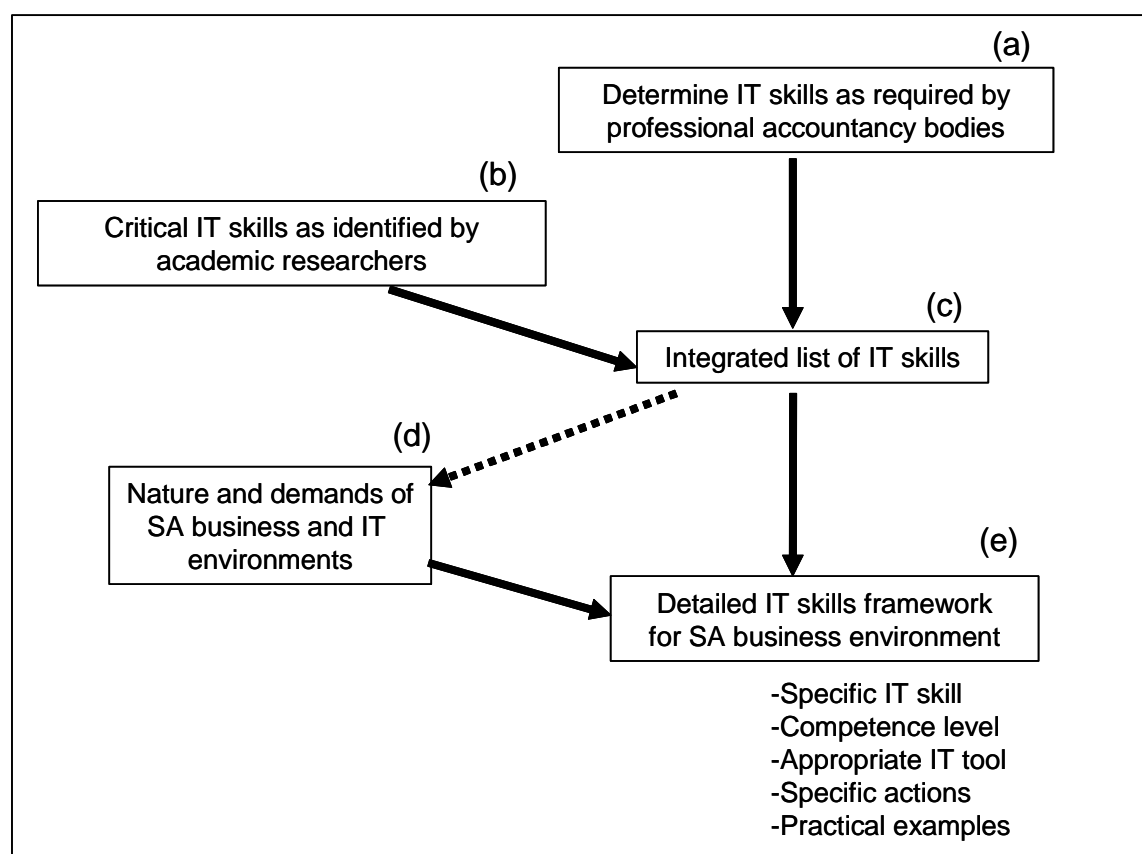 (a)
Determine IT skills as required by
professional accountancy bodies
(b)
Critical IT skills as identified by
academic researchers
(c)
Integrated list of IT skills
(d)
Nature and demands of
SA business and IT
environments
(e)
Detailed IT skills framework
for SA business environment
-Specific IT skill
-Competence level
-Appropriate IT tool
-Specific actions
-Practical examples